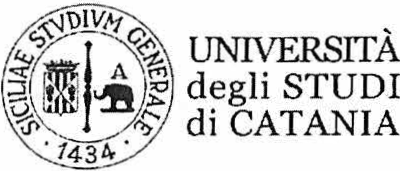 SICILIAE STVDIVM GENERALE
· 1434 ·
A
UNIVERSITÀ
degli STUDI
di CATANIA